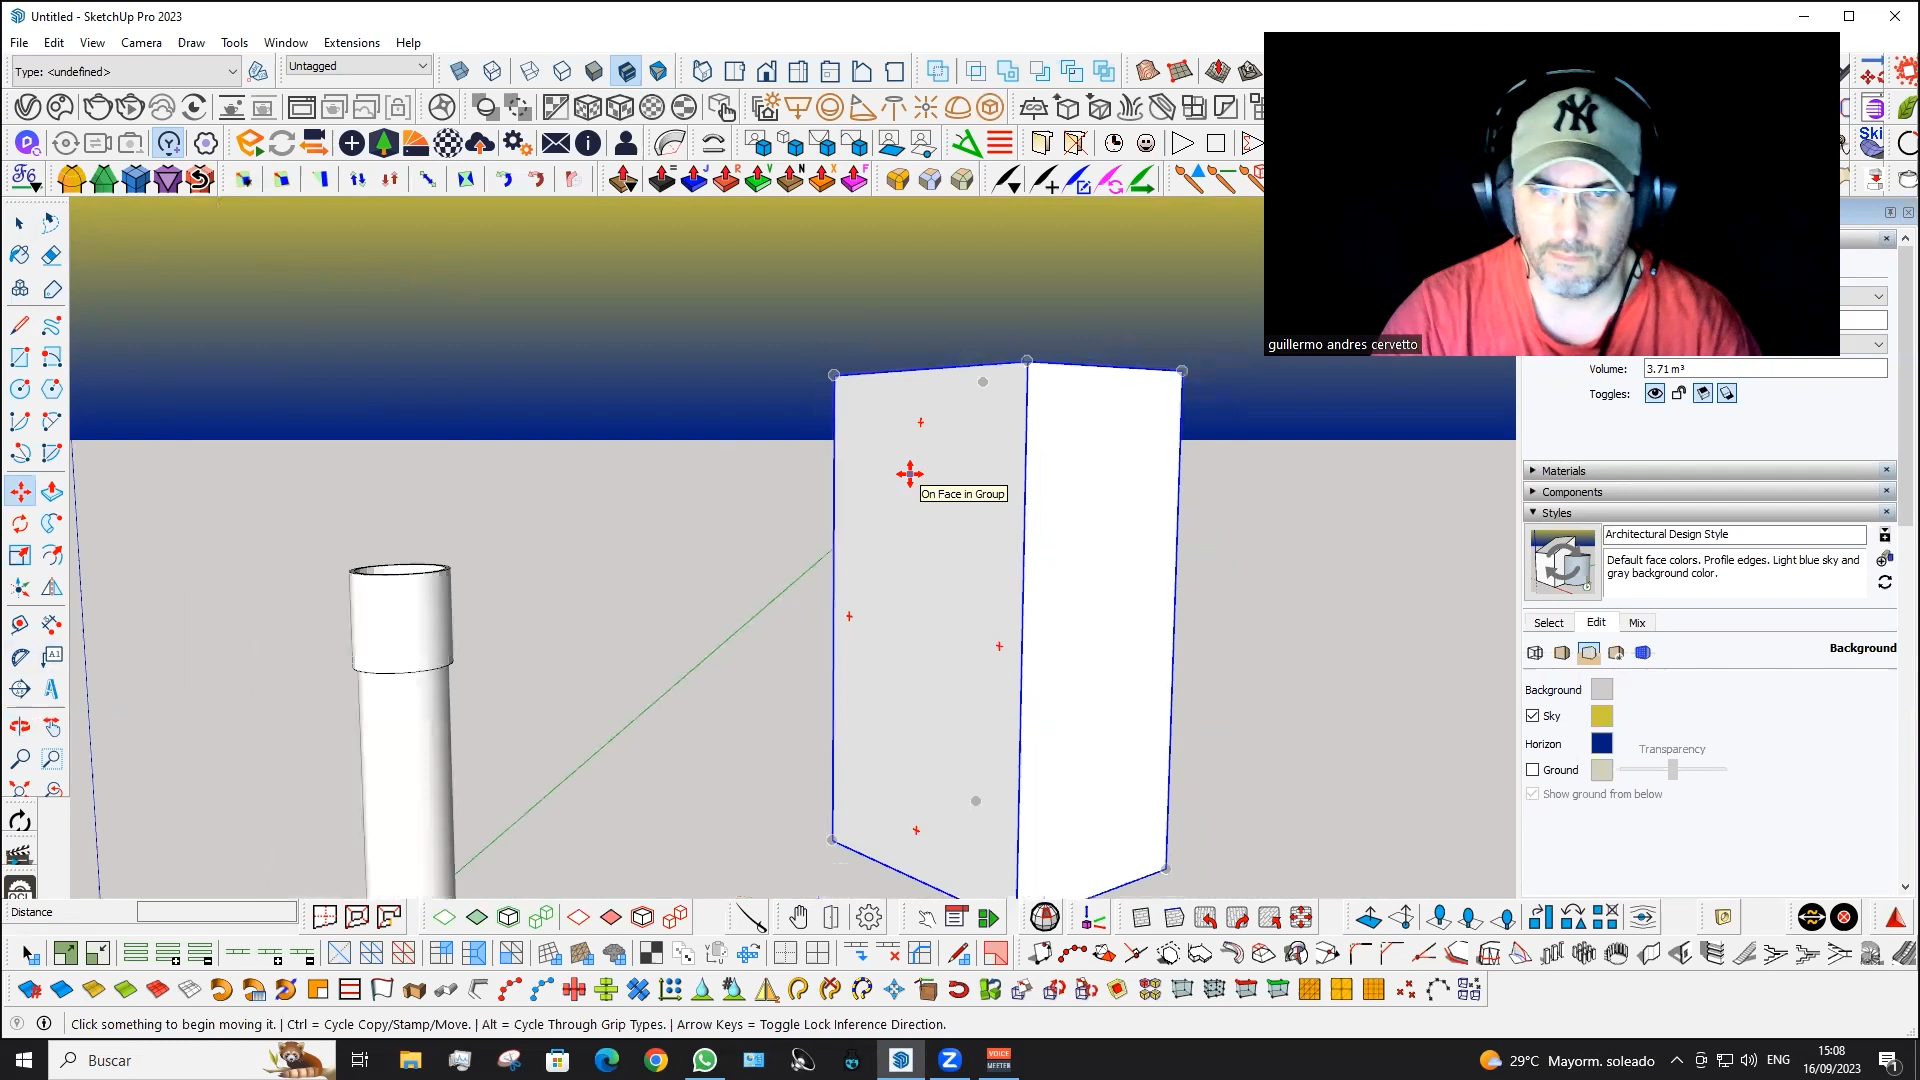 Untitled - SketchUp Pro 2023
File Edit View Camera Draw Tools Window Extensions Help
Type: <undefined>
Untagged
guillermo andres cervetto
Volume: 3.71 m³
Toggles:
On Face in Group
Materials
Components
Styles
Architectural Design Style
Default face colors. Profile edges. Light blue sky and
gray background color.
Select Edit Mix
Background
Background
Sky
Horizon
Transparency
Ground
Show ground from below
Distance
Click something to begin moving it. | Ctrl = Cycle Copy/Stamp/Move. | Alt = Cycle Through Grip Types. | Arrow Keys = Toggle Lock Inference Direction.
Buscar
VOICE
MEETER
29°C Mayorm. soleado
ENG
15:08
16/09/2023